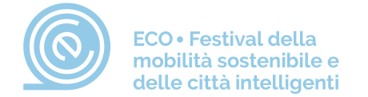 ECO• Festival della
mobilità sostenibile e
delle città intelligenti